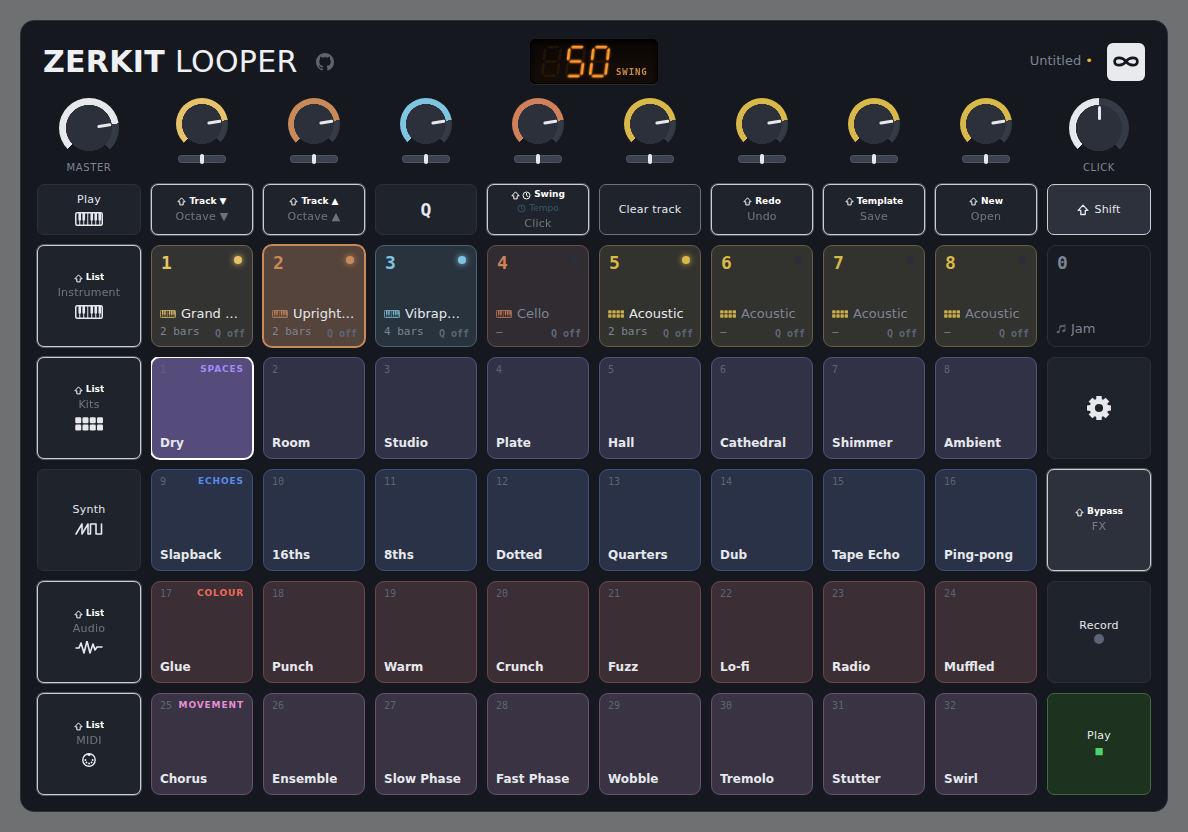 ZERKIT LOOPER
50 SWING
Untitled •
MASTER
CLICK
Play
Track ▼
Octave ▼
Track ▲
Octave ▲
Q
Swing
Tempo
Click
Clear track
Redo
Undo
Template
Save
New
Open
Shift
List
Instrument
1
Grand ...
2 bars Q off
2
Upright...
2 bars Q off
3
Vibrap...
4 bars Q off
4
Cello
– Q off
5
Acoustic
2 bars Q off
6
Acoustic
– Q off
7
Acoustic
– Q off
8
Acoustic
– Q off
0
Jam
List
Kits
1 SPACES
Dry
2
Room
3
Studio
4
Plate
5
Hall
6
Cathedral
7
Shimmer
8
Ambient
Synth
9 ECHOES
Slapback
10
16ths
11
8ths
12
Dotted
13
Quarters
14
Dub
15
Tape Echo
16
Ping-pong
Bypass
FX
List
Audio
17 COLOUR
Glue
18
Punch
19
Warm
20
Crunch
21
Fuzz
22
Lo-fi
23
Radio
24
Muffled
Record
List
MIDI
25 MOVEMENT
Chorus
26
Ensemble
27
Slow Phase
28
Fast Phase
29
Wobble
30
Tremolo
31
Stutter
32
Swirl
Play